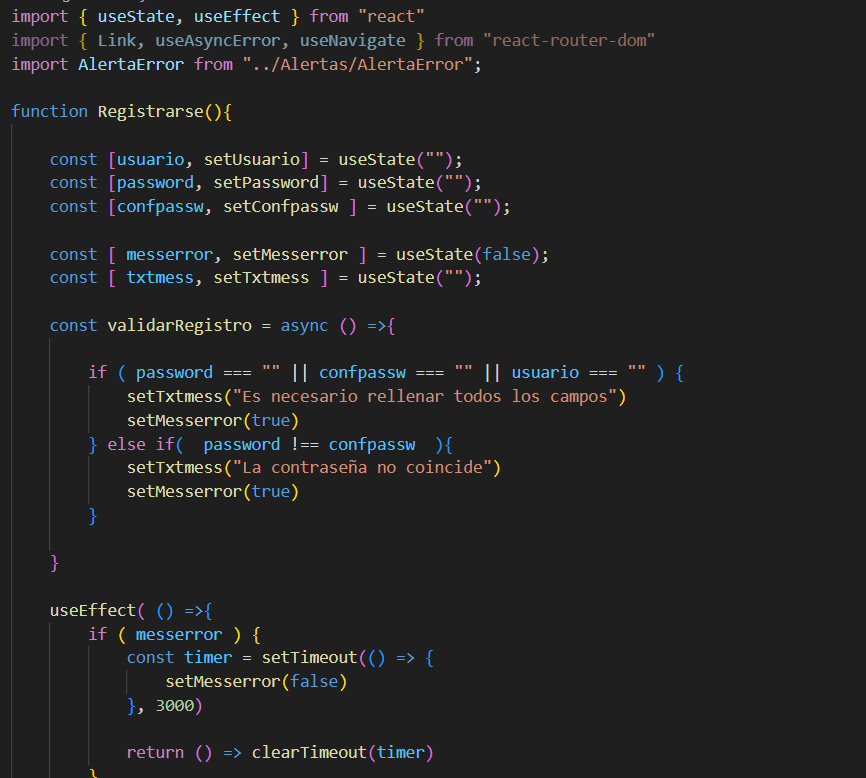 import { useState, useEffect } from "react"
import { Link, useAsyncError, useNavigate } from "react-router-dom"
import AlertaError from "../Alertas/AlertaError";
function Registrarse(){
const [usuario, setUsuario] = useState("");
const [password, setPassword] = useState("");
const [confpassw, setConfpassw ] = useState("");
const [ messerror, setMesserror ] = useState(false);
const [ txtmess, setTxtmess ] = useState("");
const validarRegistro = async () =>{
if ( password === "" || confpassw === "" || usuario === "" ) {
setTxtmess("Es necesario rellenar todos los campos")
setMesserror(true)
} else if(  password !== confpassw  ){
setTxtmess("La contraseña no coincide")
setMesserror(true)
}
}
useEffect( () =>{
if ( messerror ) {
const timer = setTimeout(() => {
setMesserror(false)
}, 3000)
return () => clearTimeout(timer)
}